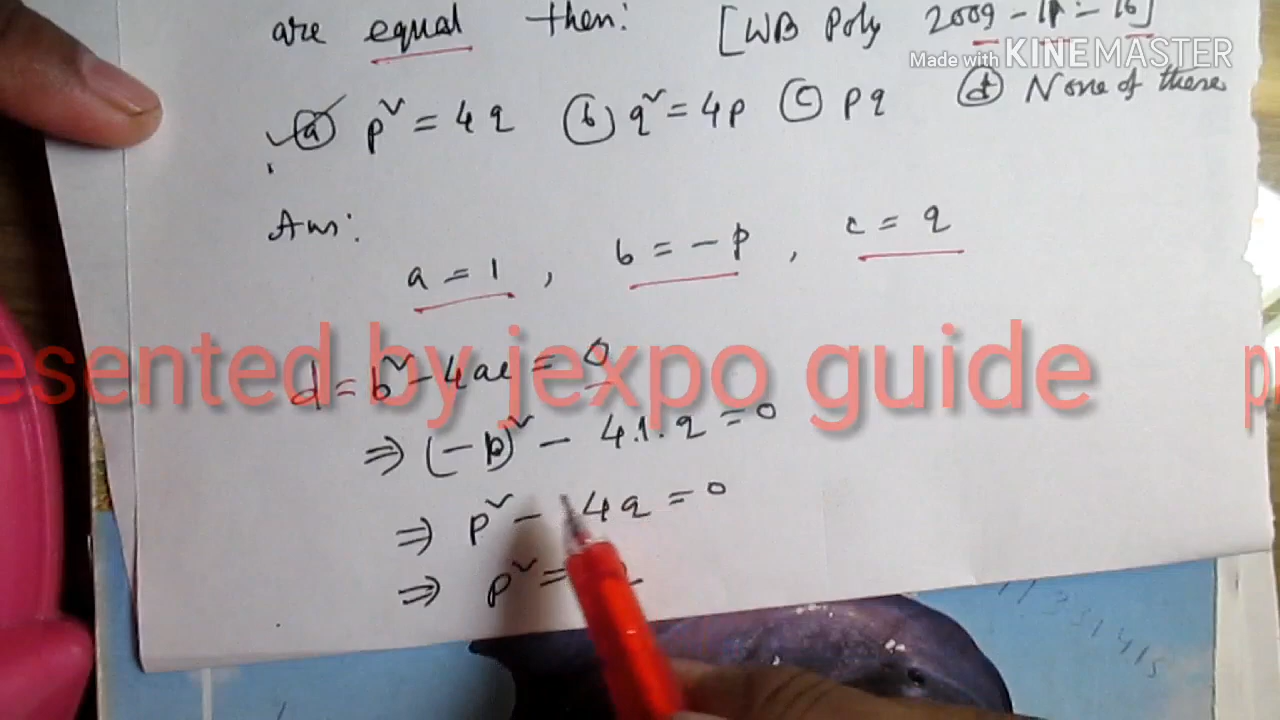 are equal then: [WB Poly 2009 - 11 - 16]
Made with KINEMASTER
(a) p² = 4q (b) q² = 4p (c) pq (d) None of these
Ans:
a = 1, b = -p, c = q
esented by jexpo guide p
d = b² - 4ac = 0
⇒ (-p)² - 4.1.q = 0
⇒ p² - 4q = 0
⇒ p² =